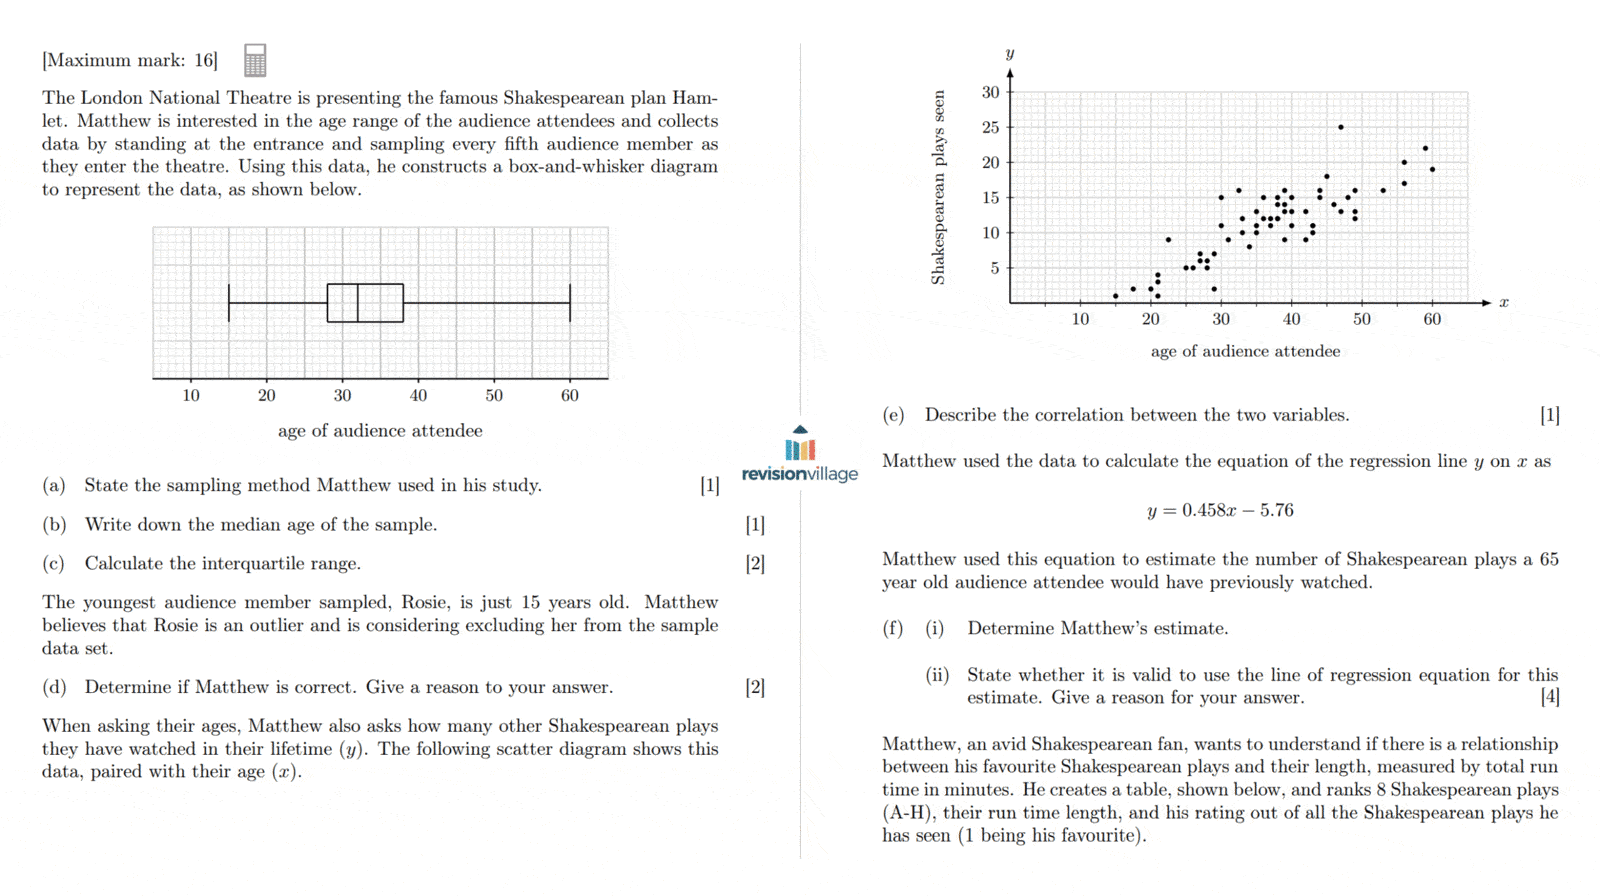 [Maximum mark: 16]
The London National Theatre is presenting the famous Shakespearean plan Ham-
let. Matthew is interested in the age range of the audience attendees and collects
data by standing at the entrance and sampling every fifth audience member as
they enter the theatre. Using this data, he constructs a box-and-whisker diagram
to represent the data, as shown below.
10 20 30 40 50 60
age of audience attendee
(a) State the sampling method Matthew used in his study. [1]
(b) Write down the median age of the sample. [1]
(c) Calculate the interquartile range. [2]
The youngest audience member sampled, Rosie, is just 15 years old. Matthew
believes that Rosie is an outlier and is considering excluding her from the sample
data set.
(d) Determine if Matthew is correct. Give a reason to your answer. [2]
When asking their ages, Matthew also asks how many other Shakespearean plays
they have watched in their lifetime (y). The following scatter diagram shows this
data, paired with their age (x).
revisionvillage
y
Shakespearean plays seen
30
25
20
15
10
5
x
10 20 30 40 50 60
age of audience attendee
(e) Describe the correlation between the two variables. [1]
Matthew used the data to calculate the equation of the regression line y on x as
y = 0.458x − 5.76
Matthew used this equation to estimate the number of Shakespearean plays a 65
year old audience attendee would have previously watched.
(f) (i) Determine Matthew's estimate.
(ii) State whether it is valid to use the line of regression equation for this
estimate. Give a reason for your answer. [4]
Matthew, an avid Shakespearean fan, wants to understand if there is a relationship
between his favourite Shakespearean plays and their length, measured by total run
time in minutes. He creates a table, shown below, and ranks 8 Shakespearean plays
(A-H), their run time length, and his rating out of all the Shakespearean plays he
has seen (1 being his favourite).